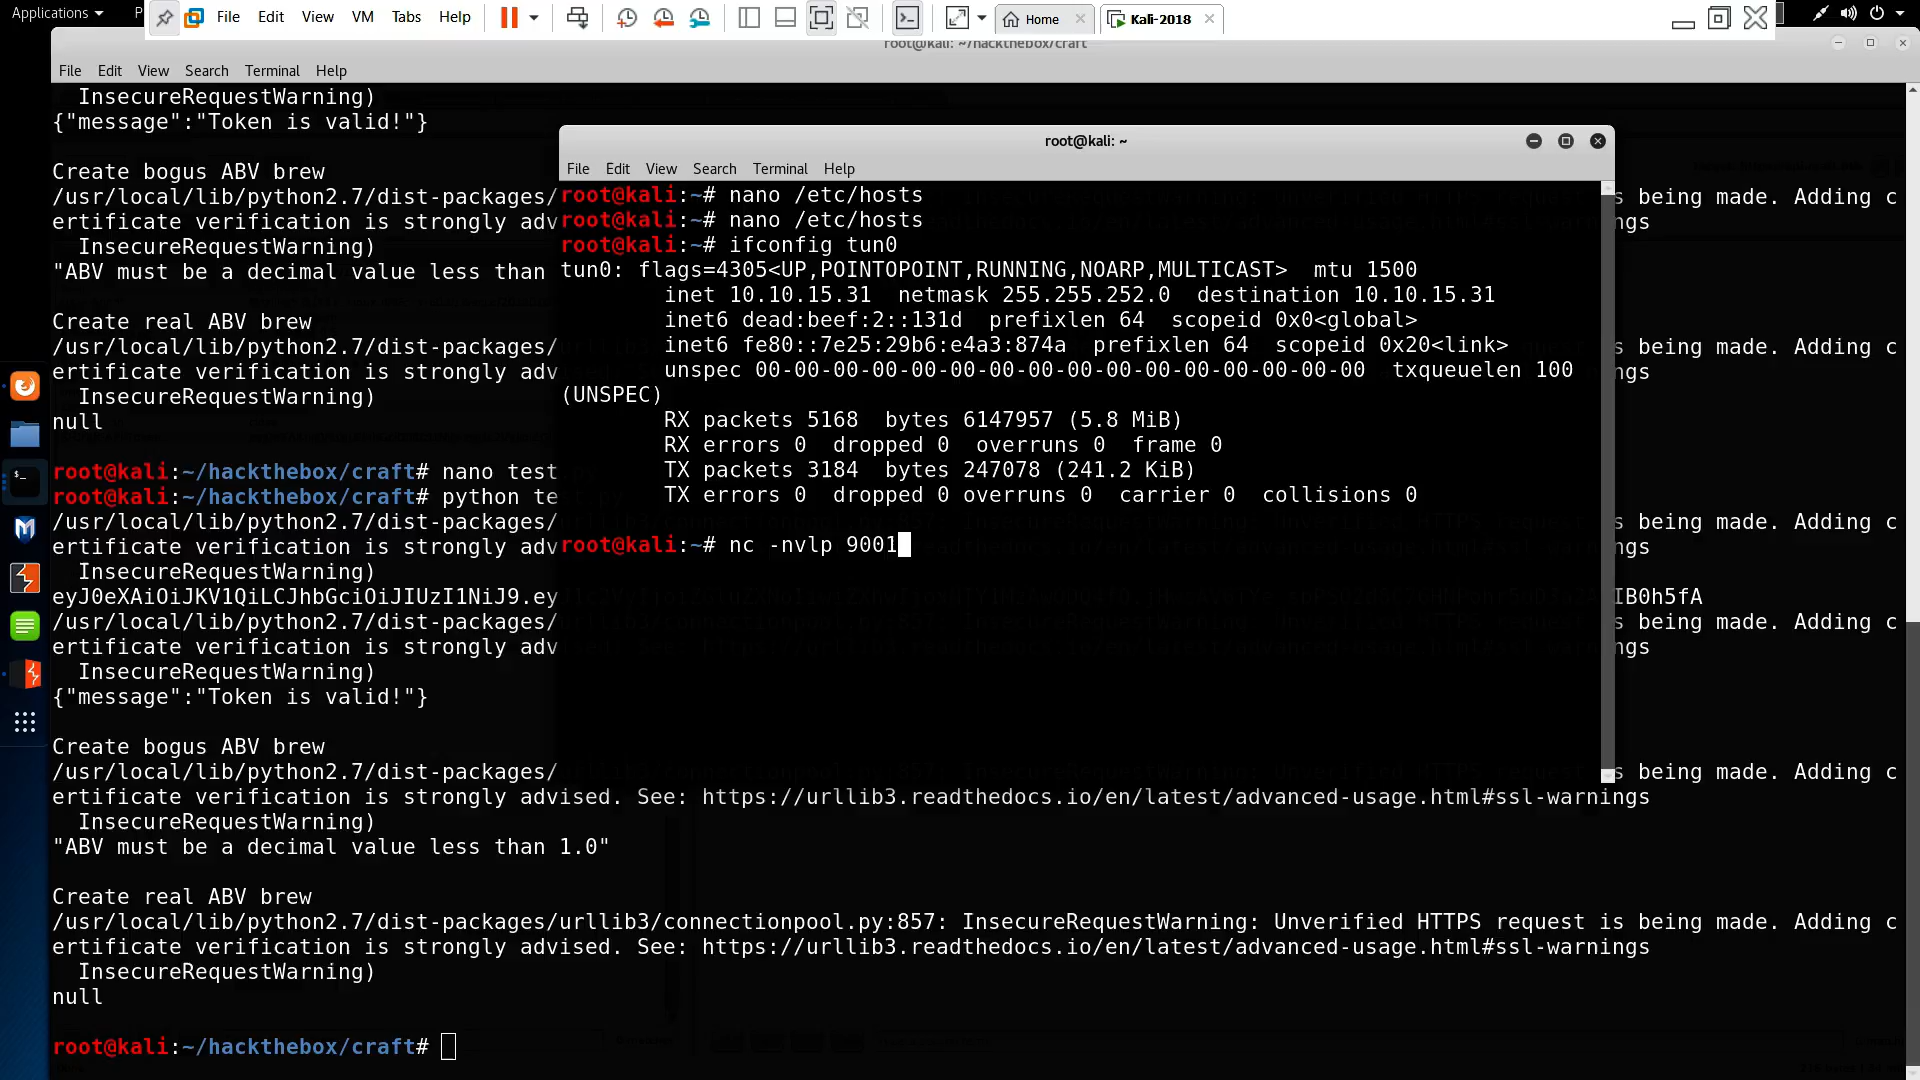 Applications
File Edit View VM Tabs Help
Home
Kali-2018
root@kali: ~/hackthebox/craft
File Edit View Search Terminal Help
InsecureRequestWarning)
{"message":"Token is valid!"}
Create bogus ABV brew
/usr/local/lib/python2.7/dist-packages/
s being made. Adding c
ertificate verification is strongly adv
ngs
InsecureRequestWarning)
"ABV must be a decimal value less than
Create real ABV brew
/usr/local/lib/python2.7/dist-packages/
s being made. Adding c
ertificate verification is strongly adv
ngs
InsecureRequestWarning)
null
root@kali:~/hackthebox/craft# nano test
root@kali:~/hackthebox/craft# python te
/usr/local/lib/python2.7/dist-packages/
s being made. Adding c
ertificate verification is strongly adv
ngs
InsecureRequestWarning)
eyJ0eXAiOiJKV1QiLCJhbGciOiJIUzI1NiJ9.ey
IB0h5fA
/usr/local/lib/python2.7/dist-packages/
s being made. Adding c
ertificate verification is strongly adv
ngs
InsecureRequestWarning)
{"message":"Token is valid!"}
Create bogus ABV brew
/usr/local/lib/python2.7/dist-packages/
s being made. Adding c
ertificate verification is strongly advised. See: https://urllib3.readthedocs.io/en/latest/advanced-usage.html#ssl-warnings
InsecureRequestWarning)
"ABV must be a decimal value less than 1.0"
Create real ABV brew
/usr/local/lib/python2.7/dist-packages/urllib3/connectionpool.py:857: InsecureRequestWarning: Unverified HTTPS request is being made. Adding c
ertificate verification is strongly advised. See: https://urllib3.readthedocs.io/en/latest/advanced-usage.html#ssl-warnings
InsecureRequestWarning)
null
root@kali:~/hackthebox/craft#
root@kali: ~
File Edit View Search Terminal Help
root@kali:~# nano /etc/hosts
root@kali:~# nano /etc/hosts
root@kali:~# ifconfig tun0
tun0: flags=4305<UP,POINTOPOINT,RUNNING,NOARP,MULTICAST>  mtu 1500
inet 10.10.15.31  netmask 255.255.252.0  destination 10.10.15.31
inet6 dead:beef:2::131d  prefixlen 64  scopeid 0x0<global>
inet6 fe80::7e25:29b6:e4a3:874a  prefixlen 64  scopeid 0x20<link>
unspec 00-00-00-00-00-00-00-00-00-00-00-00-00-00-00-00  txqueuelen 100
(UNSPEC)
RX packets 5168  bytes 6147957 (5.8 MiB)
RX errors 0  dropped 0  overruns 0  frame 0
TX packets 3184  bytes 247078 (241.2 KiB)
TX errors 0  dropped 0 overruns 0  carrier 0  collisions 0
root@kali:~# nc -nvlp 9001